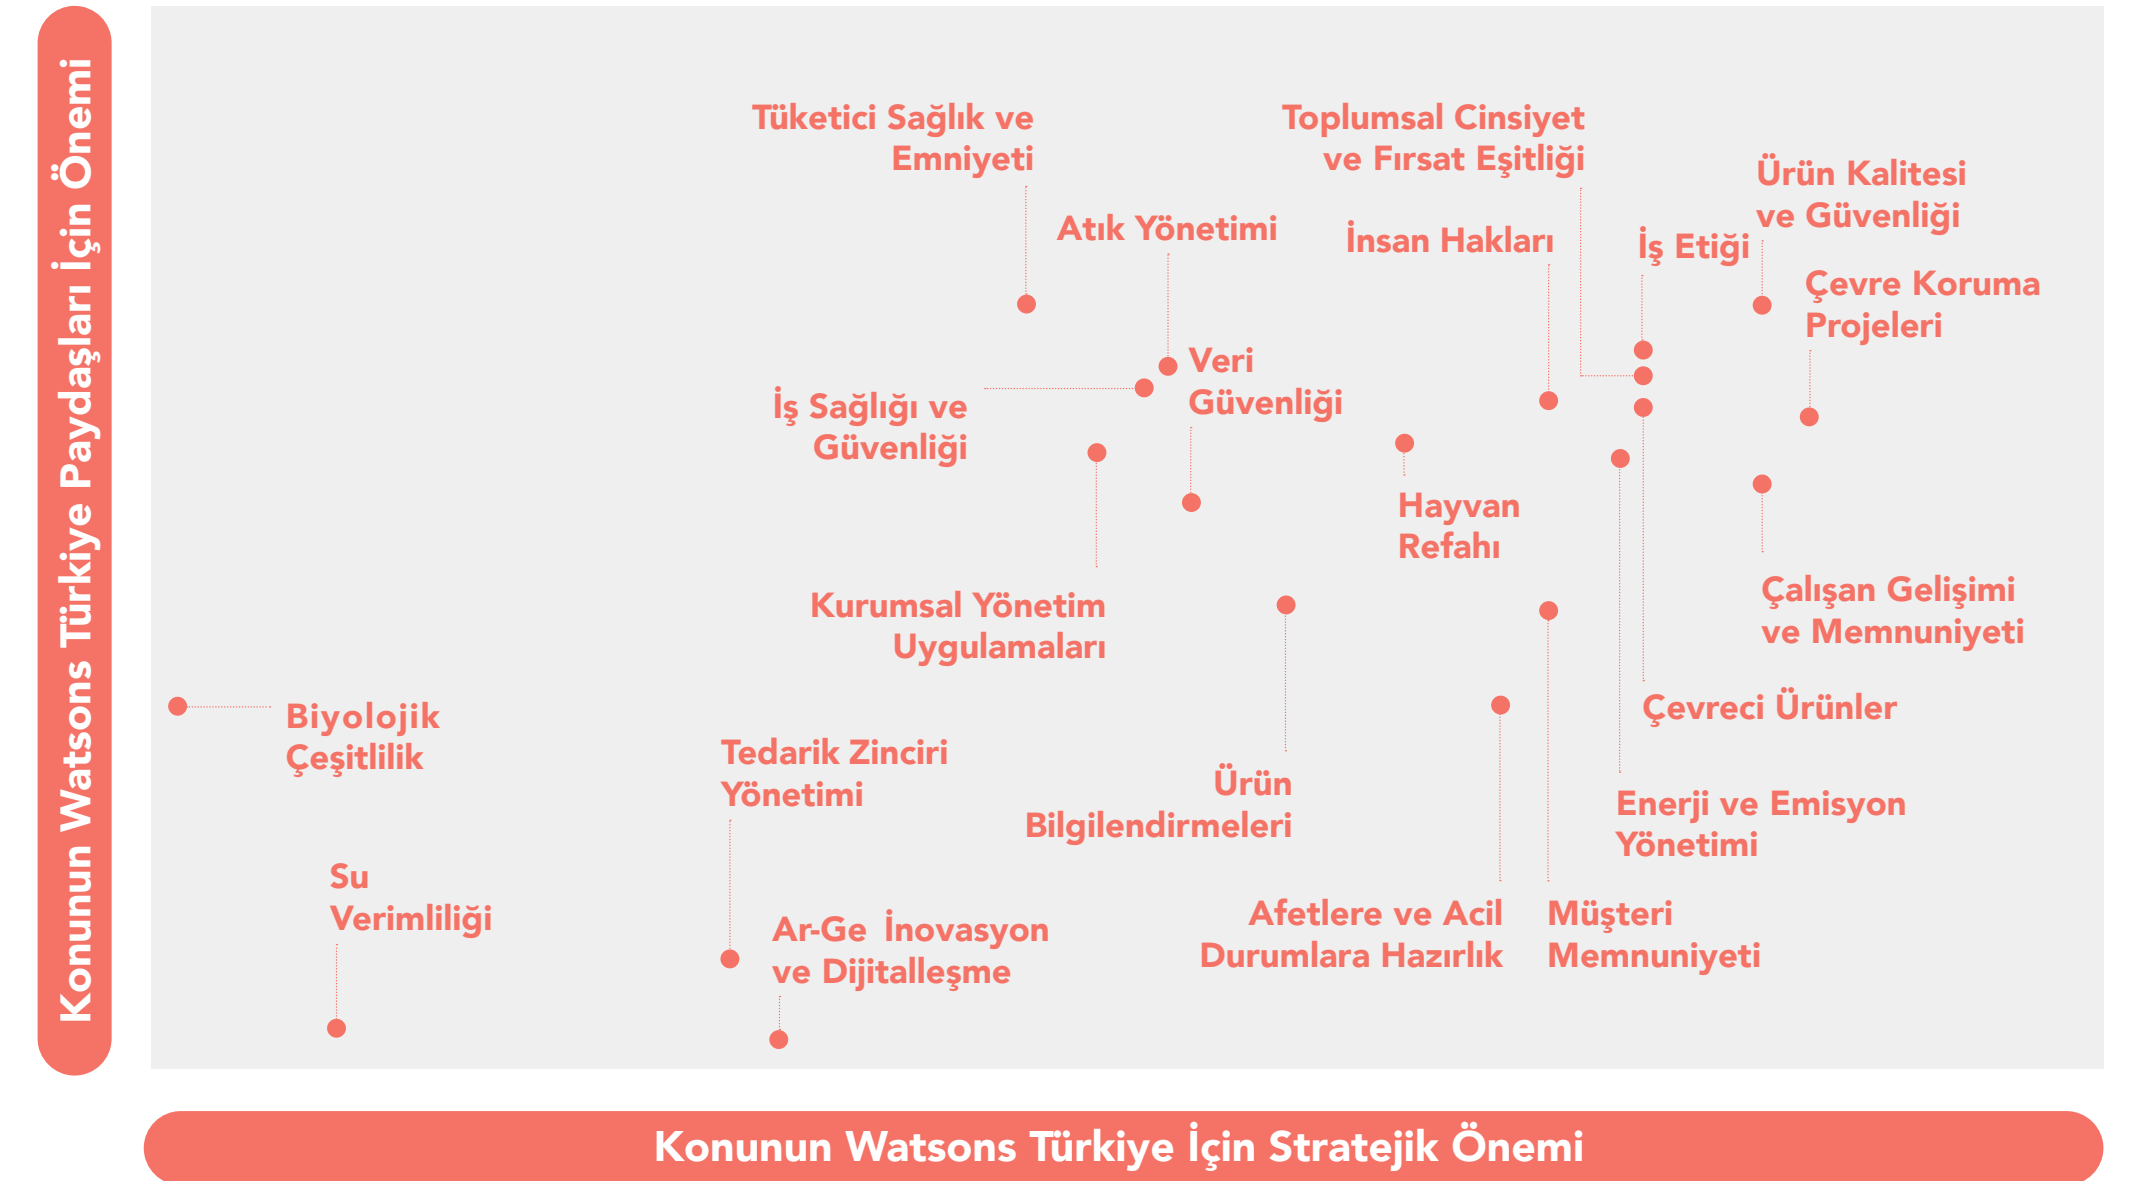 Konunun Watsons Türkiye Paydaşları İçin Önemi
Tüketici Sağlık ve
Emniyeti
Toplumsal Cinsiyet
ve Fırsat Eşitliği
Ürün Kalitesi
ve Güvenliği
Atık Yönetimi
İnsan Hakları
İş Etiği
Çevre Koruma
Projeleri
Veri
Güvenliği
İş Sağlığı ve
Güvenliği
Hayvan
Refahı
Kurumsal Yönetim
Uygulamaları
Çalışan Gelişimi
ve Memnuniyeti
Biyolojik
Çeşitlilik
Çevreci Ürünler
Tedarik Zinciri
Yönetimi
Ürün
Bilgilendirmeleri
Enerji ve Emisyon
Yönetimi
Su
Verimliliği
Ar-Ge İnovasyon
ve Dijitalleşme
Afetlere ve Acil
Durumlara Hazırlık
Müşteri
Memnuniyeti
Konunun Watsons Türkiye İçin Stratejik Önemi